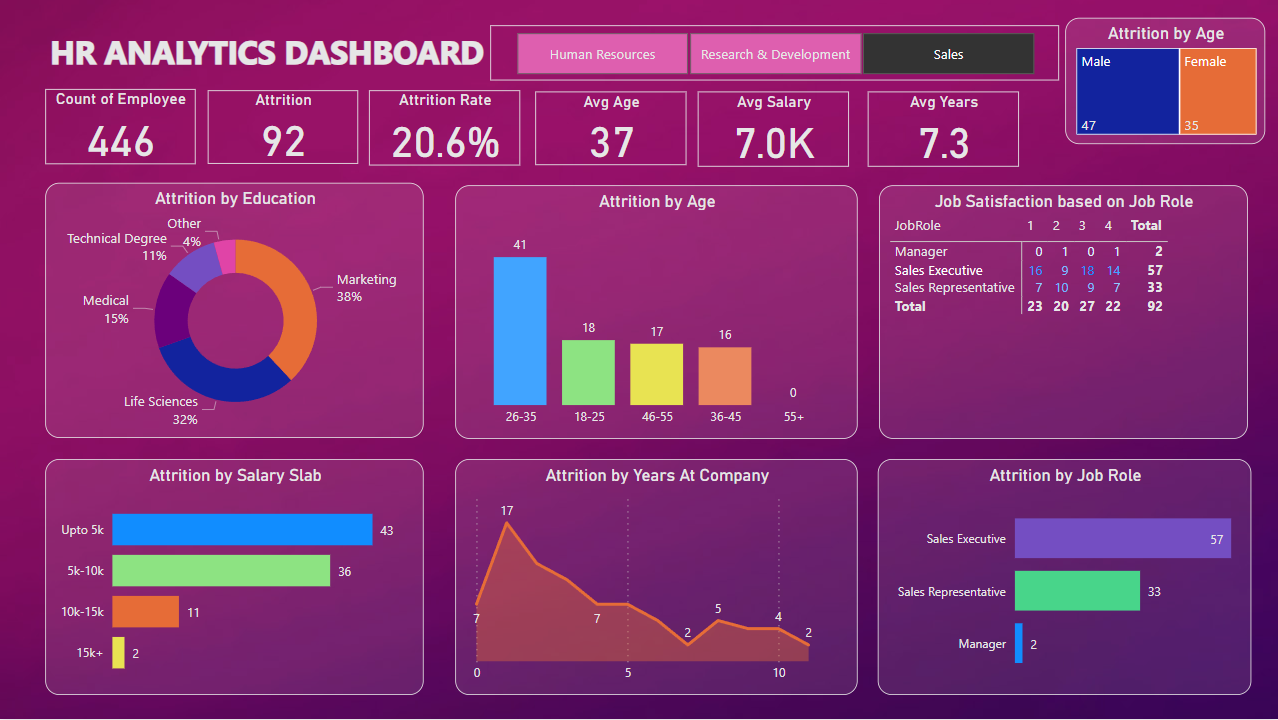 HR ANALYTICS DASHBOARD
Human Resources
Research & Development
Sales
Attrition by Age
Male
Female
47
35
Count of Employee
446
Attrition
92
Attrition Rate
20.6%
Avg Age
37
Avg Salary
7.0K
Avg Years
7.3
Attrition by Education
Other
4%
Technical Degree
11%
Marketing
38%
Medical
15%
Life Sciences
32%
Attrition by Age
41
18
17
16
0
26-35 18-25 46-55 36-45 55+
Job Satisfaction based on Job Role
JobRole 1 2 3 4 Total
Manager 0 1 0 1 2
Sales Executive 16 9 18 14 57
Sales Representative 7 10 9 7 33
Total 23 20 27 22 92
Attrition by Salary Slab
Upto 5k 43
5k-10k 36
10k-15k 11
15k+ 2
Attrition by Years At Company
17
7
7
2
5
4
2
0 5 10
Attrition by Job Role
Sales Executive 57
Sales Representative 33
Manager 2